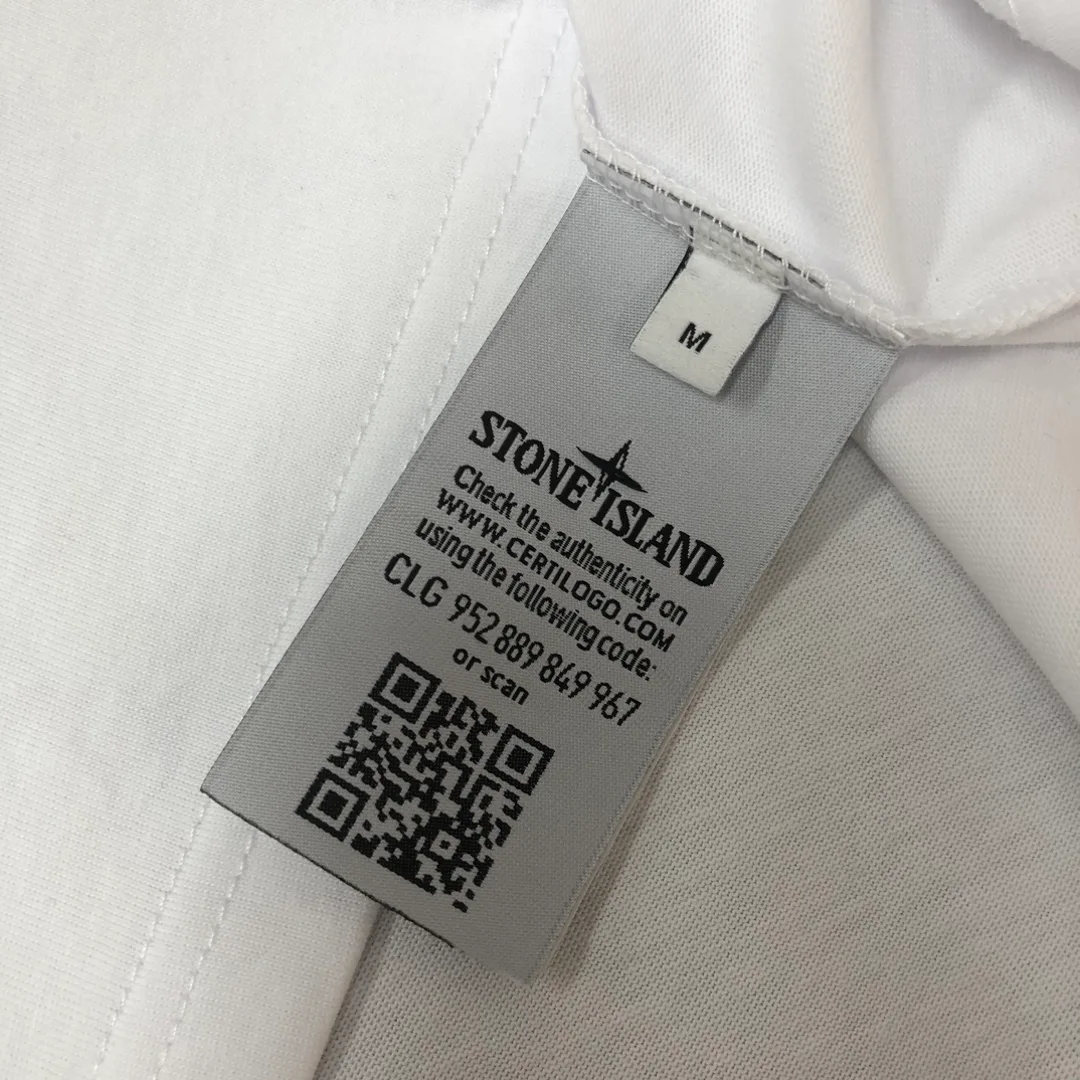 M
STONE ISLAND
Check the authenticity on
WWW.CERTILOGO.COM
using the following code:
CLG 952 889 849 967
or scan